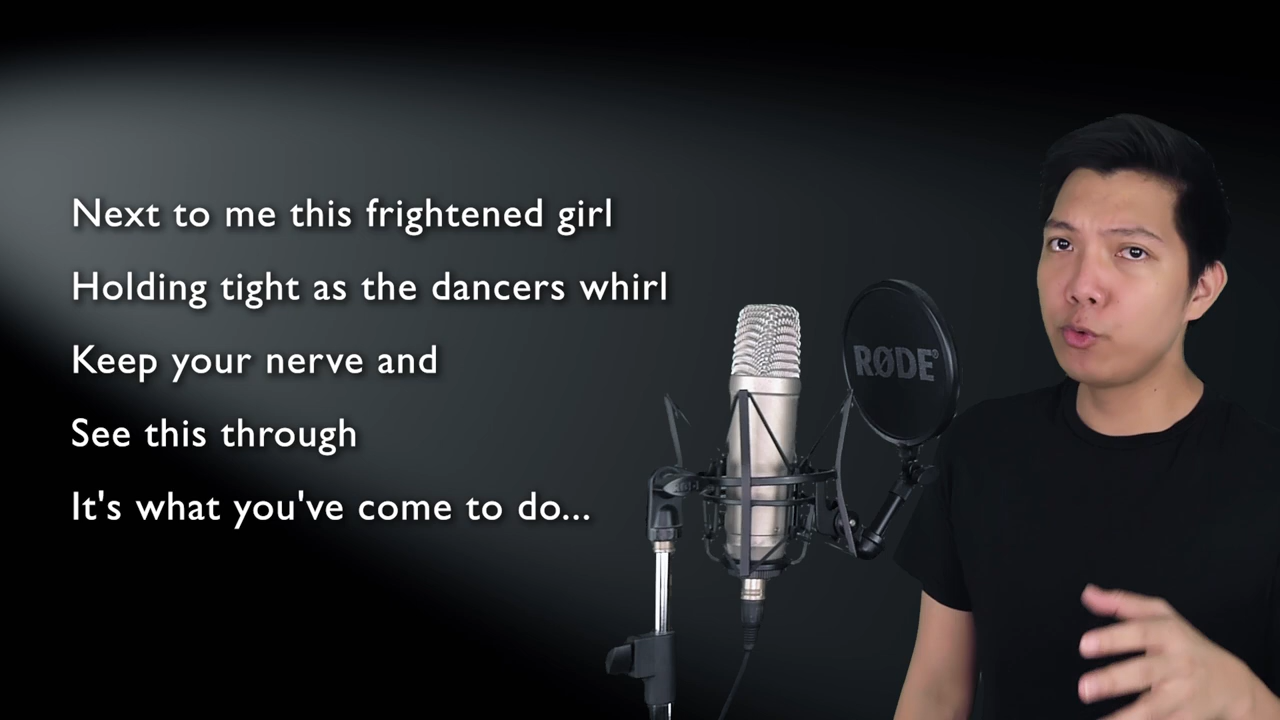 Next to me this frightened girl
Holding tight as the dancers whirl
Keep your nerve and
See this through
It's what you've come to do...
RØDE®